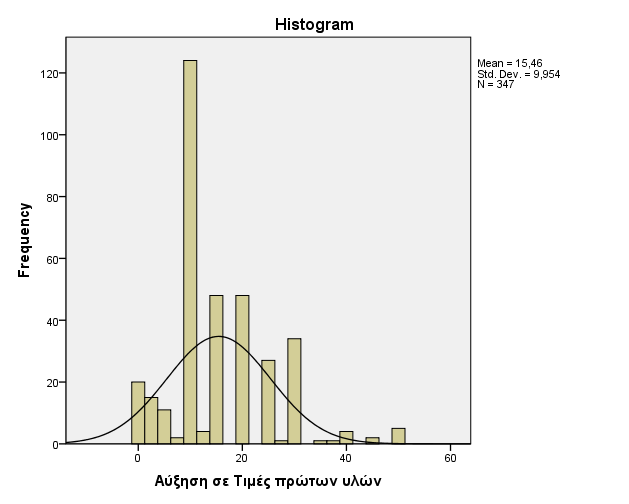 Histogram
Mean = 15,46
Std. Dev. = 9,954
N = 347
120
100
80
60
40
20
0
Frequency
0
20
40
60
Αύξηση σε Τιμές πρώτων υλών